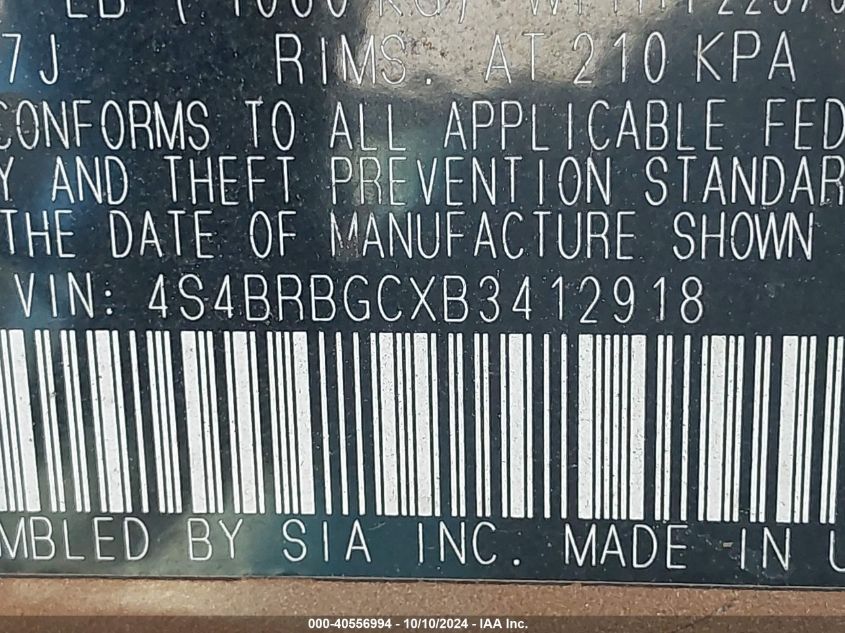 7J RIMS. AT 210 KPA
CONFORMS TO ALL APPLICABLE FED
Y AND THEFT PREVENTION STANDAR
THE DATE OF MANUFACTURE SHOWN
VIN: 4S4BRBGCXB3412918
MBLED BY SIA INC. MADE IN U
000-40556994 - 10/10/2024 - IAA Inc.